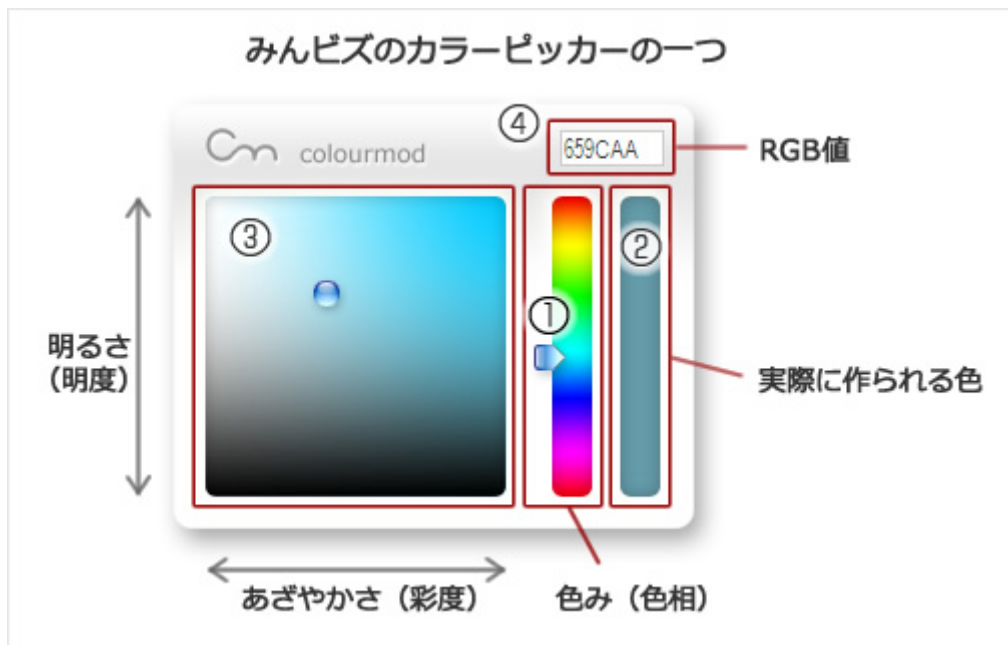 みんビズのカラーピッカーの一つ
④
Cm colourmod
659CAA
RGB値
③
②
①
明るさ
（明度）
実際に作られる色
あざやかさ（彩度）
色み（色相）